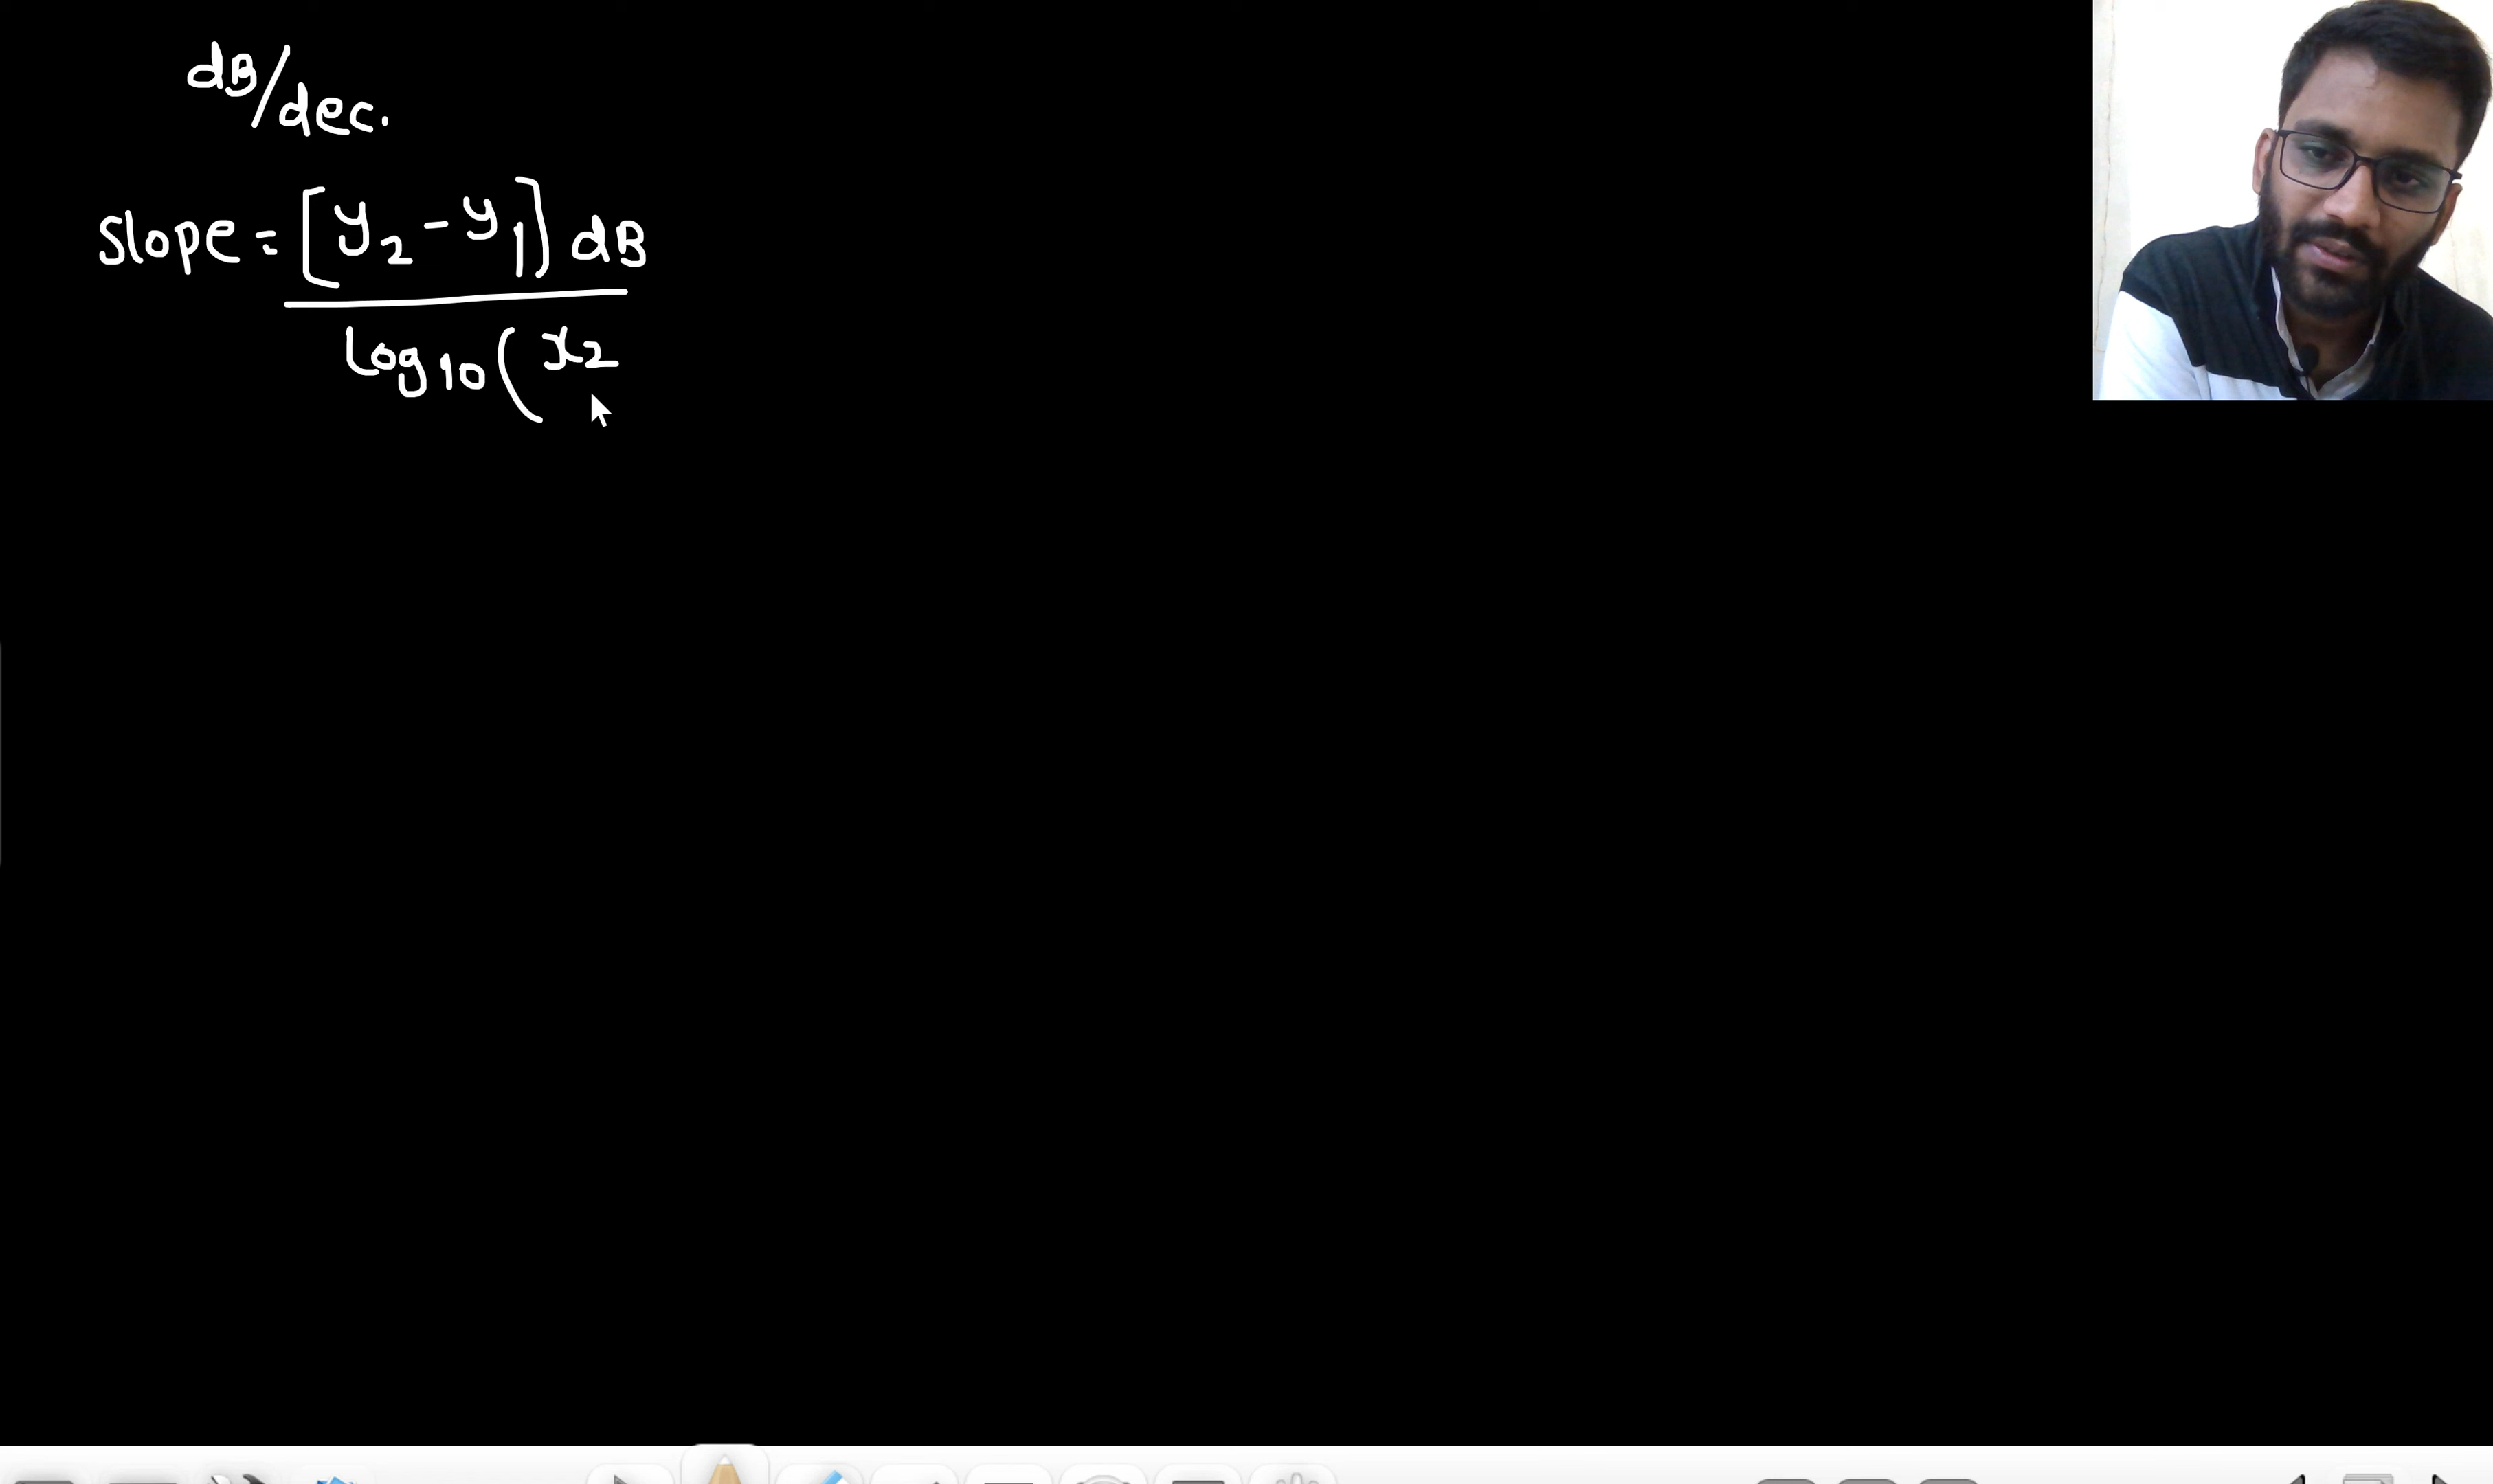 dB/dec.
slope = [y2 - y1] dB
log10 (x2